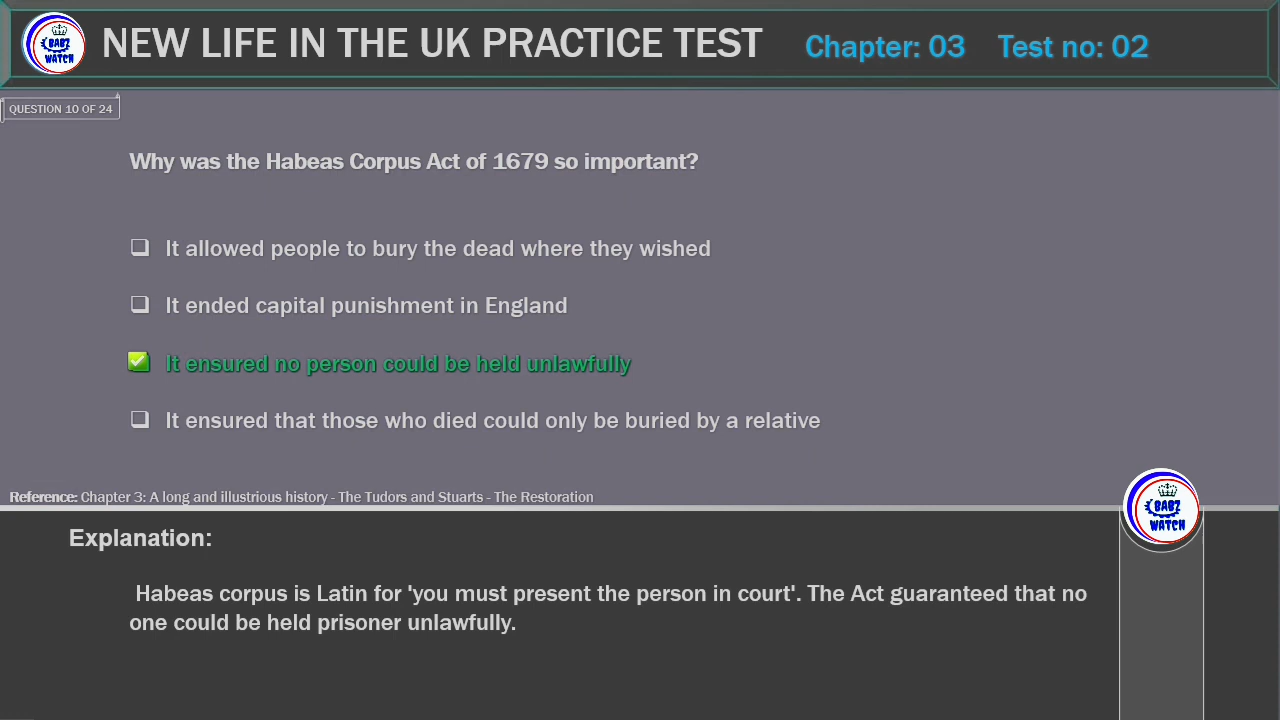 BABZ
WATCH
NEW LIFE IN THE UK PRACTICE TEST Chapter: 03 Test no: 02
QUESTION 10 OF 24
Why was the Habeas Corpus Act of 1679 so important?
It allowed people to bury the dead where they wished
It ended capital punishment in England
It ensured no person could be held unlawfully
It ensured that those who died could only be buried by a relative
Reference: Chapter 3: A long and illustrious history - The Tudors and Stuarts - The Restoration
BABZ
WATCH
Explanation:
Habeas corpus is Latin for 'you must present the person in court'. The Act guaranteed that no
one could be held prisoner unlawfully.